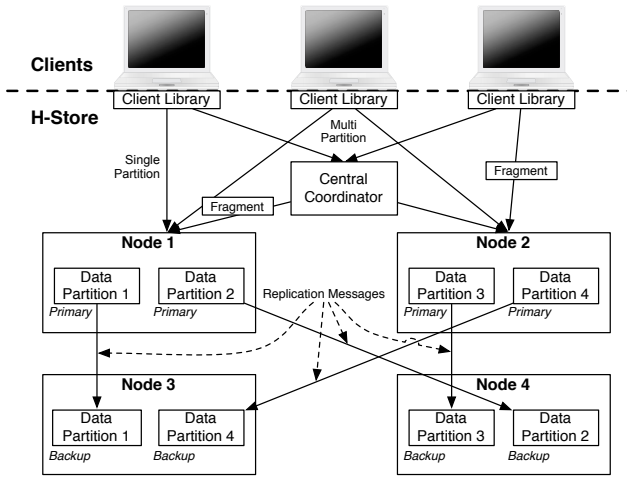 Clients
Client Library
Client Library
Client Library
H-Store
Multi
Partition
Single
Partition
Fragment
Central
Coordinator
Fragment
Node 1
Node 2
Data
Partition 1
Data
Partition 2
Data
Partition 3
Data
Partition 4
Primary
Primary
Primary
Primary
Replication Messages
Node 3
Node 4
Data
Partition 1
Data
Partition 4
Data
Partition 3
Data
Partition 2
Backup
Backup
Backup
Backup